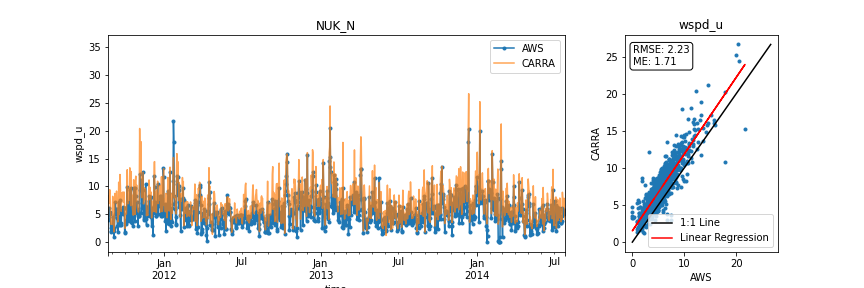 NUK_N
wspd_u
35
30
25
20
15
10
5
0
AWS
CARRA
Jan
2012
Jul
Jan
2013
Jul
Jan
2014
Jul
time
wspd_u
CARRA
25
20
15
10
5
0
RMSE: 2.23
ME: 1.71
1:1 Line
Linear Regression
0
10
20
AWS